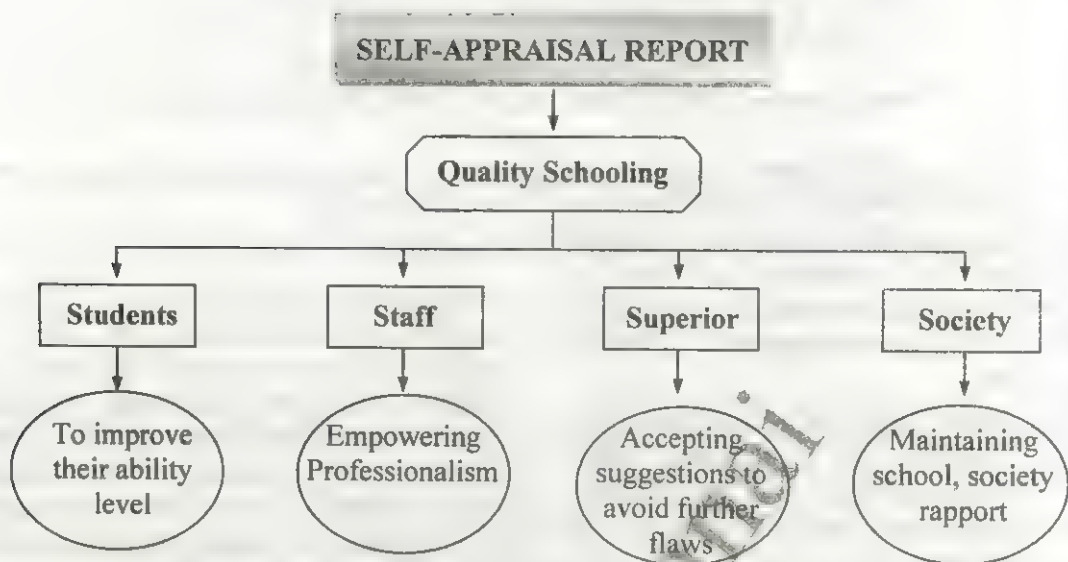 SELF-APPRAISAL REPORT
Quality Schooling
Students
Staff
Superior
Society
To improve
their ability
level
Empowering
Professionalism
Accepting
suggestions to
avoid further
flaws
Maintaining
school, society
rapport